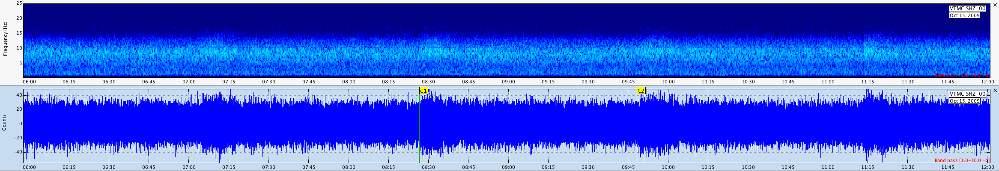 25
×
VTMC SHZ 00
Oct 15, 2009
20
15
Frequency (Hz)
10
5
Band pass [1.0-10.0 Hz]
06:00 06:15 06:30 06:45 07:00 07:15 07:30 07:45 08:00 08:15 08:30 08:45 09:00 09:15 09:30 09:45 10:00 10:15 10:30 10:45 11:00 11:15 11:30 11:45 12:00
C1 C2
×
VTMC SHZ 00
Oct 15, 2009
40
20
Counts
0
-20
-40
Band pass [1.0-10.0 Hz]
06:00 06:15 06:30 06:45 07:00 07:15 07:30 07:45 08:00 08:15 08:30 08:45 09:00 09:15 09:30 09:45 10:00 10:15 10:30 10:45 11:00 11:15 11:30 11:45 12:00